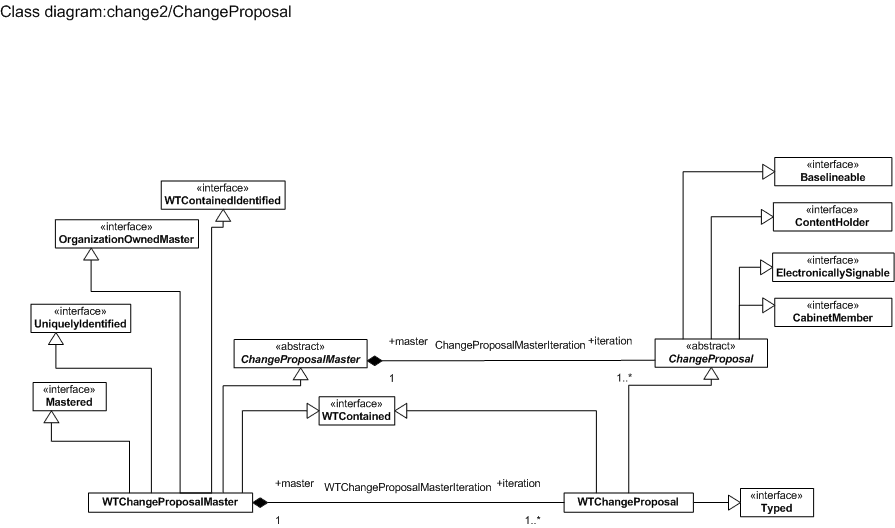 Class diagram:change2/ChangeProposal
«interface»
Baselineable
«interface»
WTContainedIdentified
«interface»
ContentHolder
«interface»
OrganizationOwnedMaster
«interface»
ElectronicallySignable
«interface»
CabinetMember
«interface»
UniquelyIdentified
«abstract»
ChangeProposalMaster
+master ChangeProposalMasterIteration +iteration
1 1..*
«abstract»
ChangeProposal
«interface»
Mastered
«interface»
WTContained
WTChangeProposalMaster
+master WTChangeProposalMasterIteration +iteration
1 1..*
WTChangeProposal
«interface»
Typed